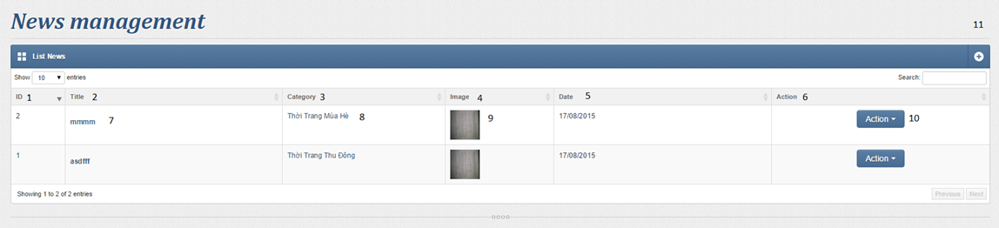 News management
11
List News
Show 10 entries
Search:
ID 1 Title 2 Category 3 Image 4 Date 5 Action 6
2 mmmm 7 Thời Trang Mùa Hè 8 9 17/08/2015 Action 10
1 asdfff Thời Trang Thu Đông 17/08/2015 Action
Showing 1 to 2 of 2 entries Previous Next